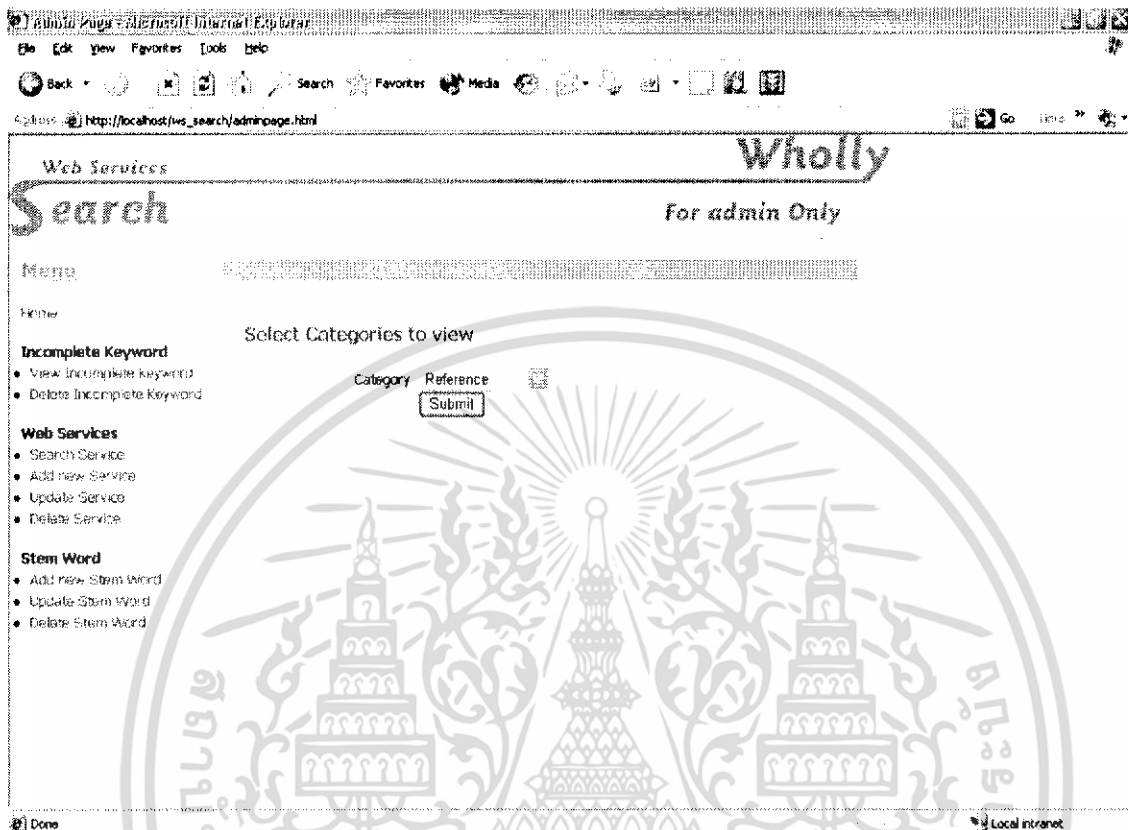 Admin Page - Microsoft Internet Explorer
File Edit View Favorites Tools Help
Back Search Favorites Media
Address http://localhost/ws_search/adminpage.html Go Links »
Web Services
Wholly
Search
For admin Only
Menu
Home
Select Categories to view
Incomplete Keyword
• View Incomplete Keyword
• Delete Incomplete Keyword
Category Reference
Submit
Web Services
• Search Service
• Add new Service
• Update Service
• Delete Service
Stem Word
• Add new Stem Word
• Update Stem Word
• Delete Stem Word
Done
Local intranet